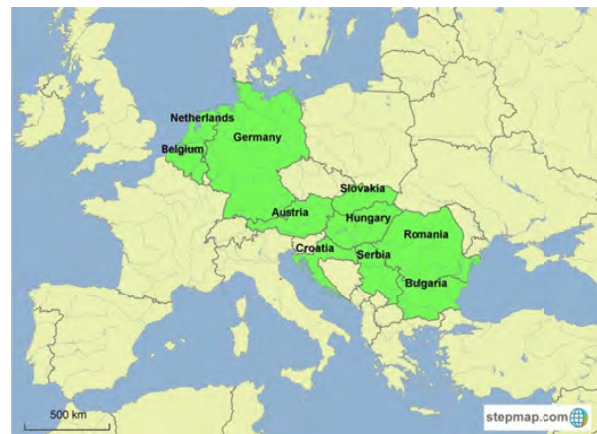 Netherlands
Germany
Belgium
Slovakia
Austria
Hungary
Romania
Croatia
Serbia
Bulgaria
500 km
stepmap.com